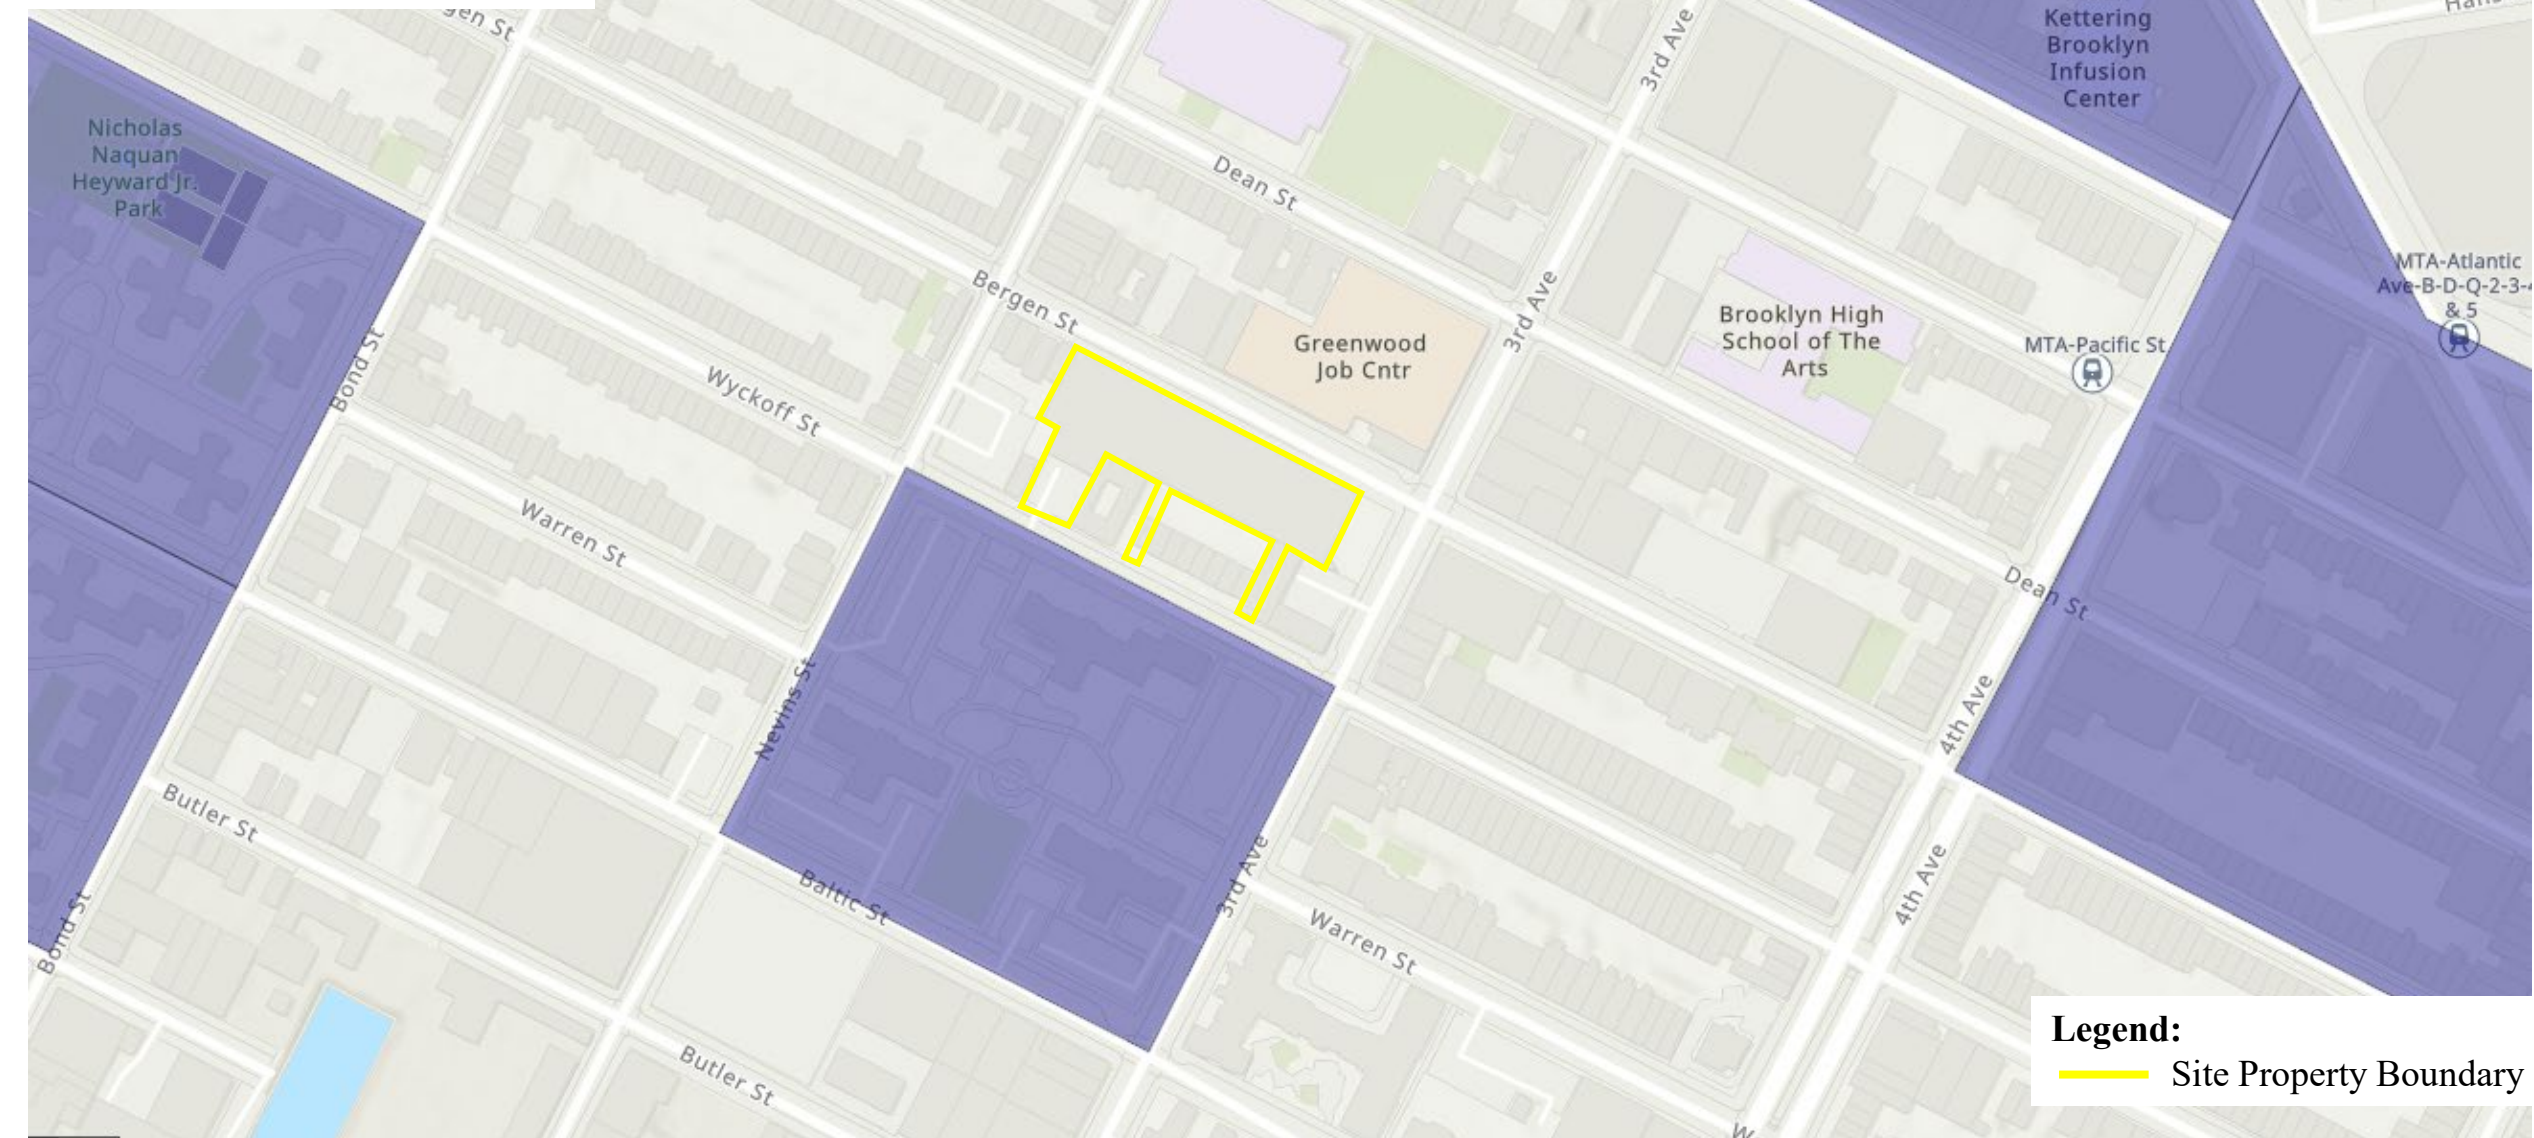 gen St
3rd Ave
Kettering
Brooklyn
Infusion
Center
Nicholas
Naquan
Heyward Jr.
Park
Dean St
MTA-Atlantic
Ave-B-D-Q-2-3-4
& 5
Bergen St
3rd Ave
Brooklyn High
School of The
Arts
MTA-Pacific St
Greenwood
Job Cntr
Bond St
Wyckoff St
Warren St
Dean St
Nevins St
4th Ave
Butler St
Baltic St
3rd Ave
4th Ave
Bond St
Warren St
Butler St
W
Legend:
Site Property Boundary